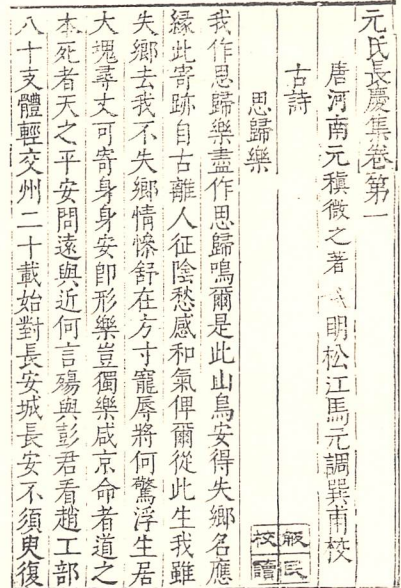 元氏長慶集卷第一
唐河南元稹微之著 明松江馬元調巽甫校
古詩
思歸樂
校讀
我作思歸樂盡作思歸鳴爾是此山鳥安得失鄉名應
緣此寄跡自古離人征陰愁感和氣俾爾從此生我雖
失鄉去我不失鄉情慘舒在方寸寵辱將何驚浮生居
大塊尋丈可寄身身安卽形樂豈獨樂咸京命者道之
本死者天之平安問遠與近何言殤與彭君看趙工部
八十支體輕交州二十載始對長安城長安不須臾復